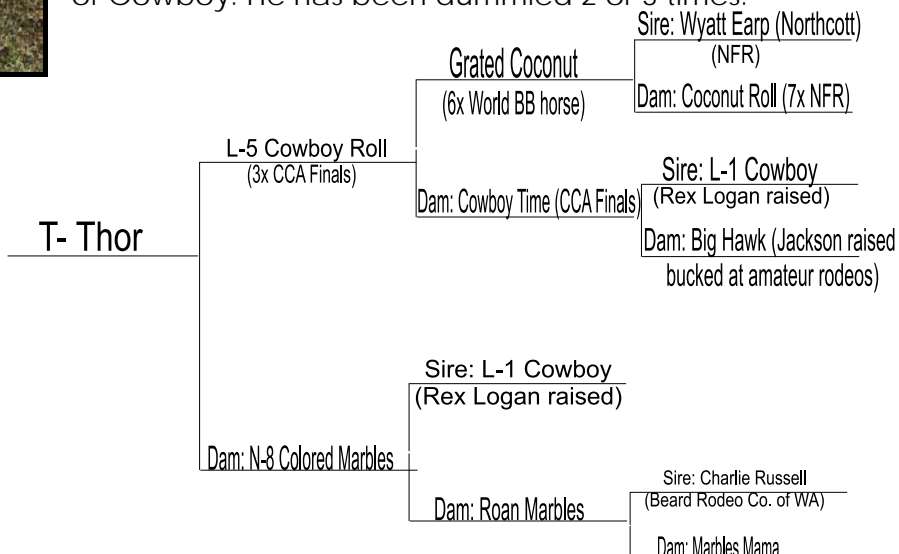 of Cowboy. He has been dummied 2 or 3 times.
Sire: Wyatt Earp (Northcott)
(NFR)
Grated Coconut
(6x World BB horse)
Dam: Coconut Roll (7x NFR)
L-5 Cowboy Roll
(3x CCA Finals)
Sire: L-1 Cowboy
(Rex Logan raised)
Dam: Cowboy Time (CCA Finals)
Dam: Big Hawk (Jackson raised
bucked at amateur rodeos)
T- Thor
Sire: L-1 Cowboy
(Rex Logan raised)
Dam: N-8 Colored Marbles
Sire: Charlie Russell
(Beard Rodeo Co. of WA)
Dam: Roan Marbles
Dam: Marbles Mama